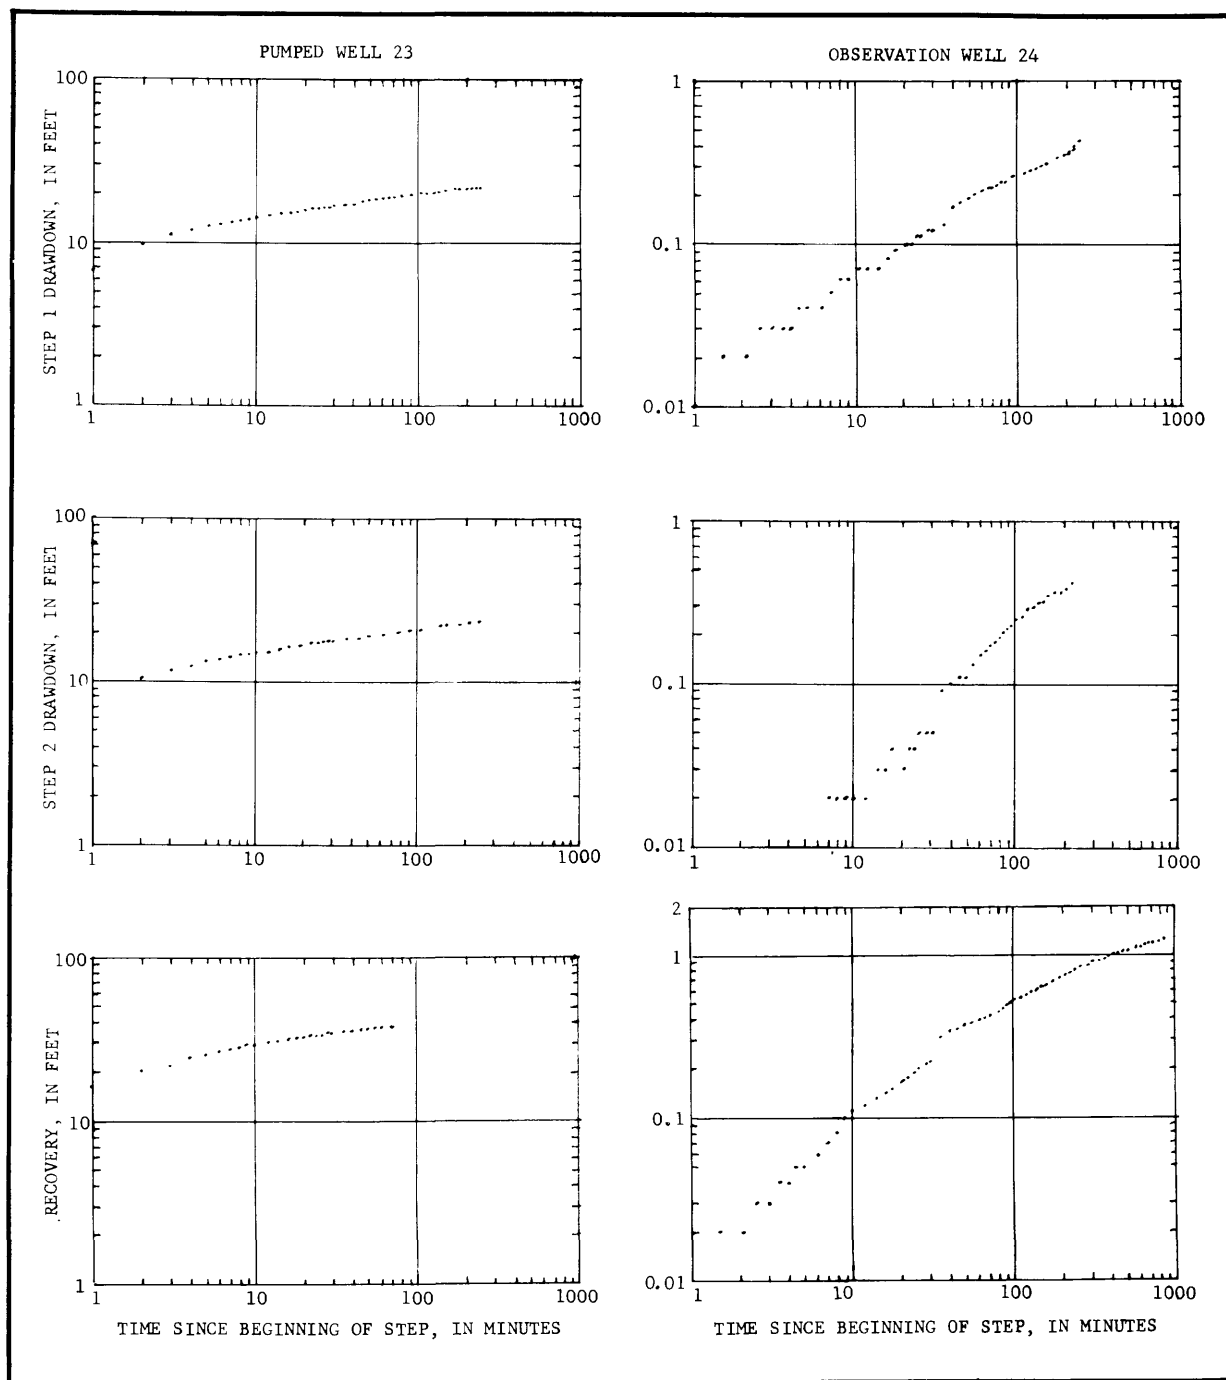 PUMPED WELL 23
OBSERVATION WELL 24
STEP 1 DRAWDOWN, IN FEET
100
10
1
1 10 100 1000
1
0.1
0.01
1 10 100 1000
STEP 2 DRAWDOWN, IN FEET
100
10
1
1 10 100 1000
1
0.1
0.01
1 10 100 1000
RECOVERY, IN FEET
100
10
1
1 10 100 1000
2
1
0.1
0.01
1 10 100 1000
TIME SINCE BEGINNING OF STEP, IN MINUTES
TIME SINCE BEGINNING OF STEP, IN MINUTES